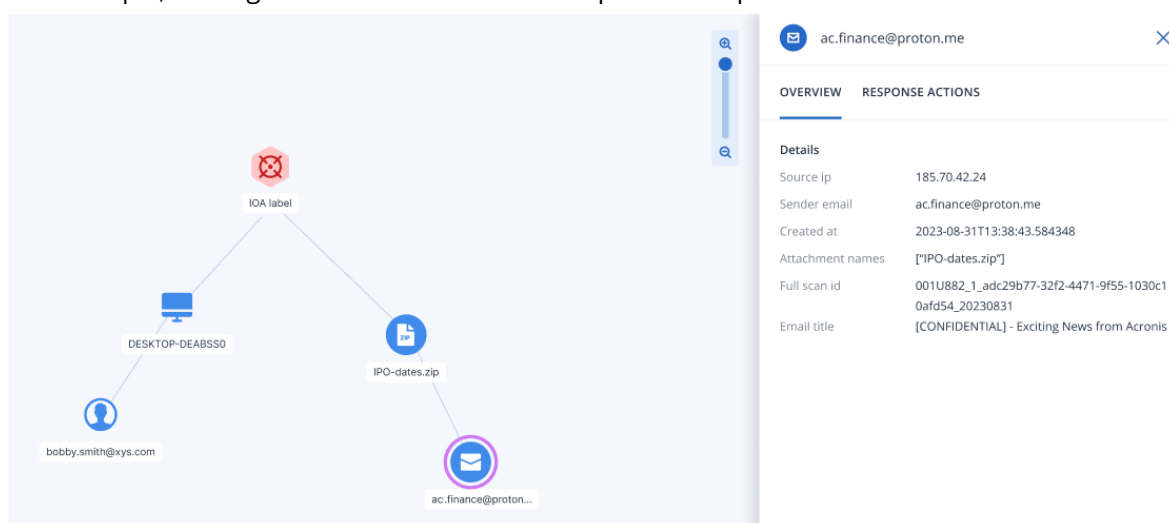 IOA label
DESKTOP-DEABSS0
ZIP
IPO-dates.zip
bobby.smith@xys.com
ac.finance@proton...
ac.finance@proton.me
OVERVIEW RESPONSE ACTIONS
Details
Source ip 185.70.42.24
Sender email ac.finance@proton.me
Created at 2023-08-31T13:38:43.584348
Attachment names ["IPO-dates.zip"]
Full scan id 001U882_1_adc29b77-32f2-4471-9f55-1030c1
0afd54_20230831
Email title [CONFIDENTIAL] - Exciting News from Acronis